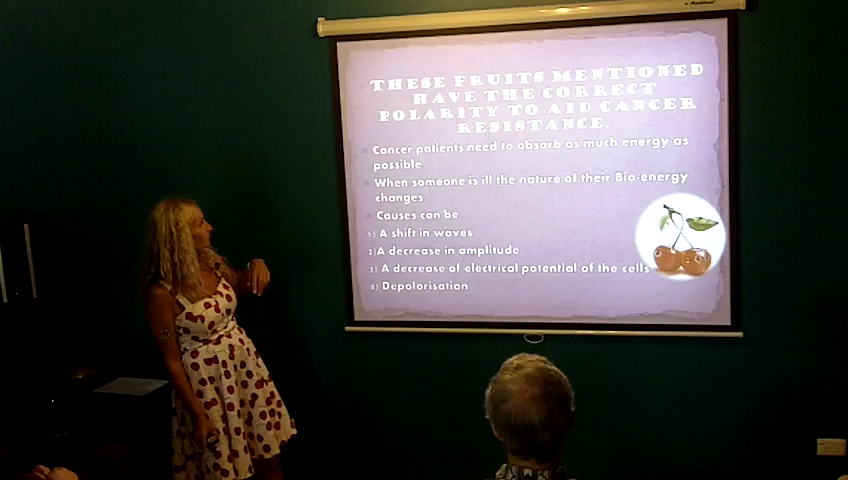 THESE FRUITS MENTIONED
HAVE THE CORRECT
POLARITY TO AID CANCER
RESISTANCE.
Cancer patients need to absorb as much energy as
possible
When someone is ill the nature of their Bio-energy
changes
Causes can be
1) A shift in waves
2) A decrease in amplitude
3) A decrease of electrical potential of the cells
4) Depolorisation